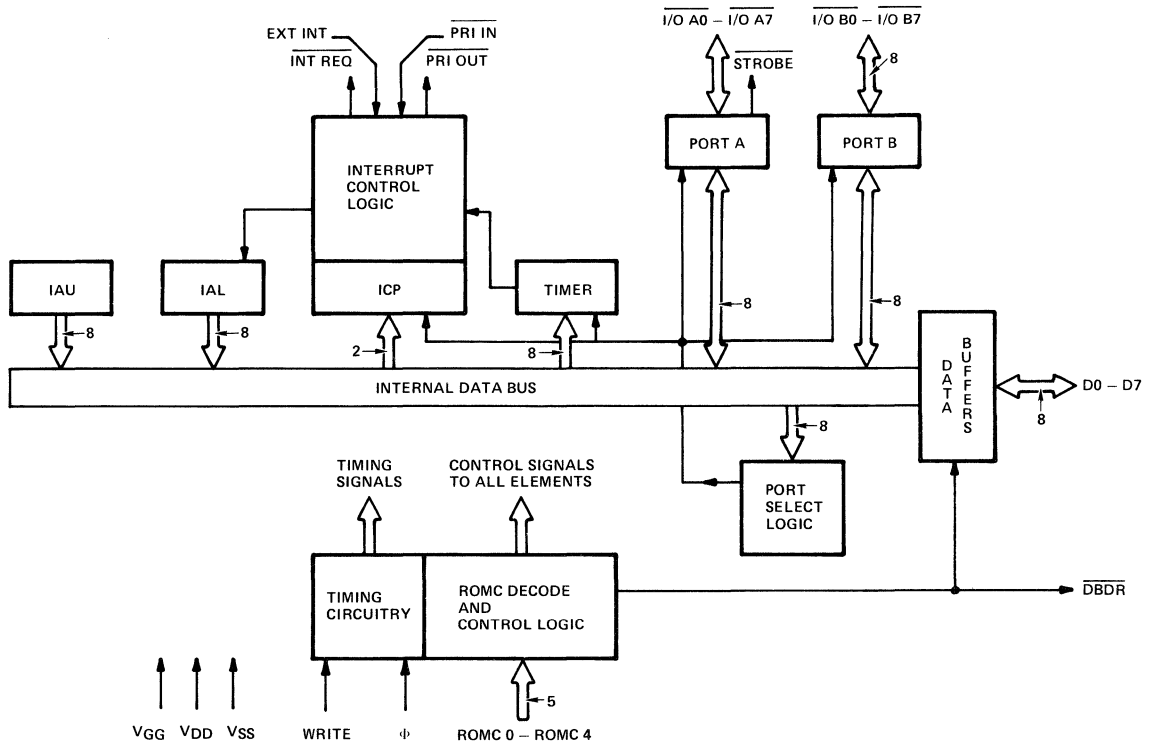 I/O A0 – I/O A7
I/O B0 – I/O B7
EXT INT
PRI IN
INT REQ
PRI OUT
STROBE
8
PORT A
PORT B
INTERRUPT
CONTROL
LOGIC
IAU
IAL
ICP
TIMER
8
8
8
8
2
8
INTERNAL DATA BUS
DATA
BUFFERS
D0 – D7
8
8
TIMING
SIGNALS
CONTROL SIGNALS
TO ALL ELEMENTS
PORT
SELECT
LOGIC
TIMING
CIRCUITRY
ROMC DECODE
AND
CONTROL LOGIC
DBDR
5
VGG
VDD
VSS
WRITE
Φ
ROMC 0 – ROMC 4